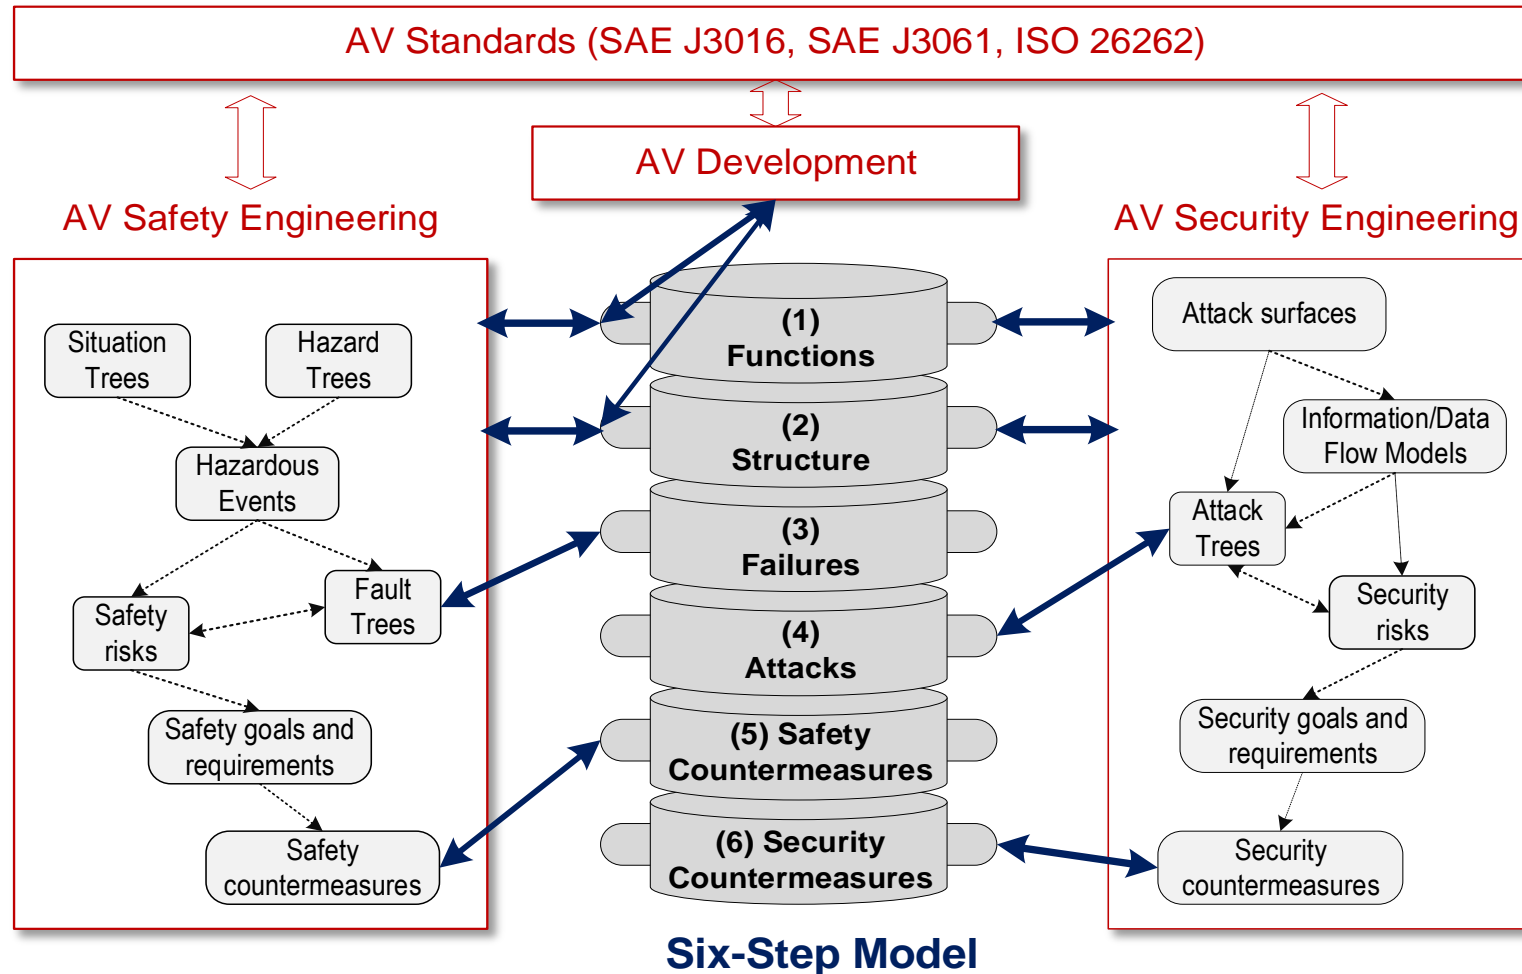 AV Standards (SAE J3016, SAE J3061, ISO 26262)
AV Development
AV Safety Engineering
AV Security Engineering
Situation
Trees
Hazard
Trees
Hazardous
Events
Fault
Trees
Safety
risks
Safety goals and
requirements
Safety
countermeasures
(1)
Functions
(2)
Structure
(3)
Failures
(4)
Attacks
(5) Safety
Countermeasures
(6) Security
Countermeasures
Attack surfaces
Information/Data
Flow Models
Attack
Trees
Security
risks
Security goals and
requirements
Security
countermeasures
Six-Step Model